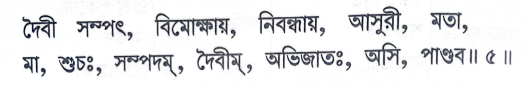 দৈবী সম্পৎ, বিমোক্ষায়, নিবন্ধায়, আসুরী, মতা,
মা, শুচঃ, সম্পদম্, দৈবীম্, অভিজাতঃ, অসি, পাণ্ডব॥ ৫ ॥